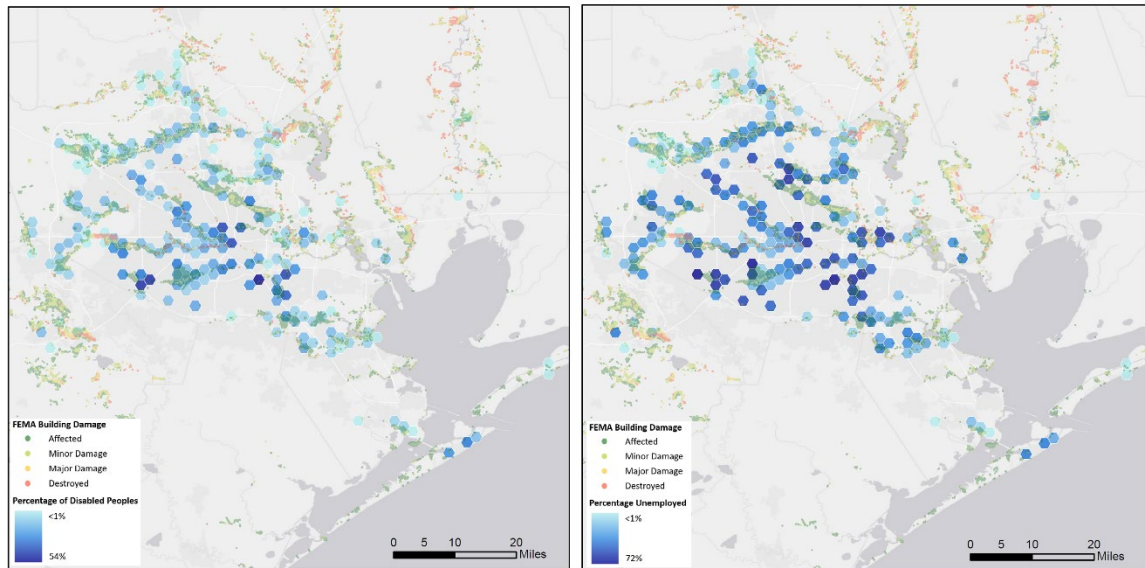 FEMA Building Damage
Affected
Minor Damage
Major Damage
Destroyed
Percentage of Disabled Peoples
<1%
54%
0 5 10 20
Miles
FEMA Building Damage
Affected
Minor Damage
Major Damage
Destroyed
Percentage Unemployed
<1%
72%
0 5 10 20
Miles